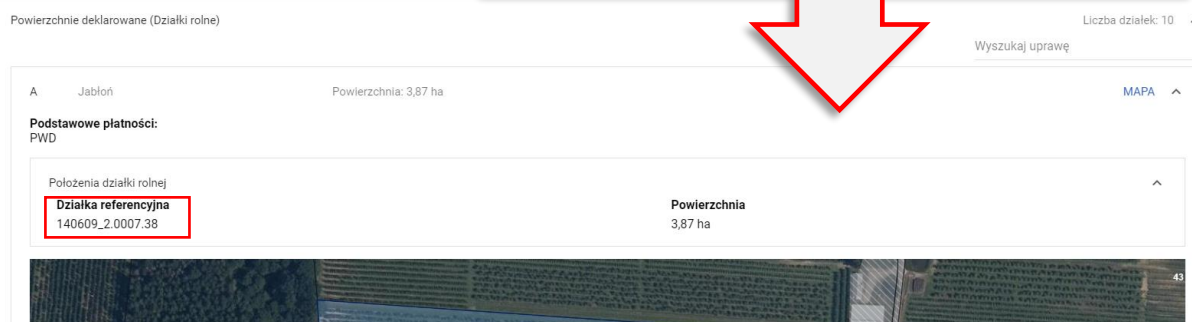 Powierzchnie deklarowane (Działki rolne)
Liczba działek: 10
Wyszukaj uprawę
A Jabłoń Powierzchnia: 3,87 ha MAPA
Podstawowe płatności:
PWD
Położenia działki rolnej
Działka referencyjna Powierzchnia
140609_2.0007.38 3,87 ha
43